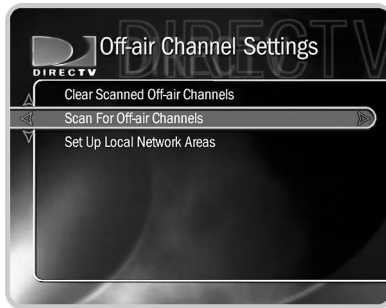 DIRECTV
Off-air Channel Settings
DIRECTV
Clear Scanned Off-air Channels
Scan For Off-air Channels
Set Up Local Network Areas